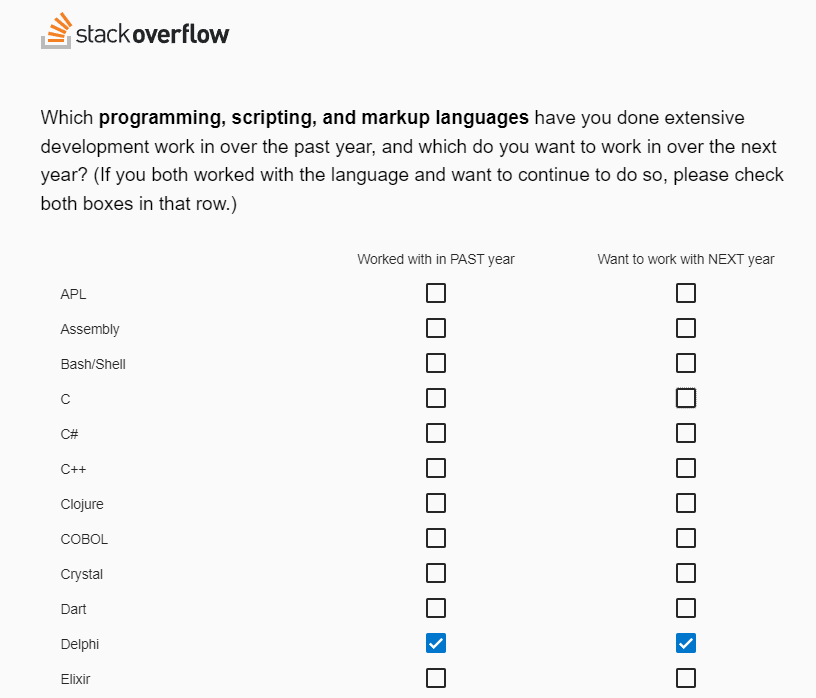 stackoverflow
Which programming, scripting, and markup languages have you done extensive
development work in over the past year, and which do you want to work in over the next
year? (If you both worked with the language and want to continue to do so, please check
both boxes in that row.)
Worked with in PAST year Want to work with NEXT year
APL
Assembly
Bash/Shell
C
C#
C++
Clojure
COBOL
Crystal
Dart
Delphi
Elixir